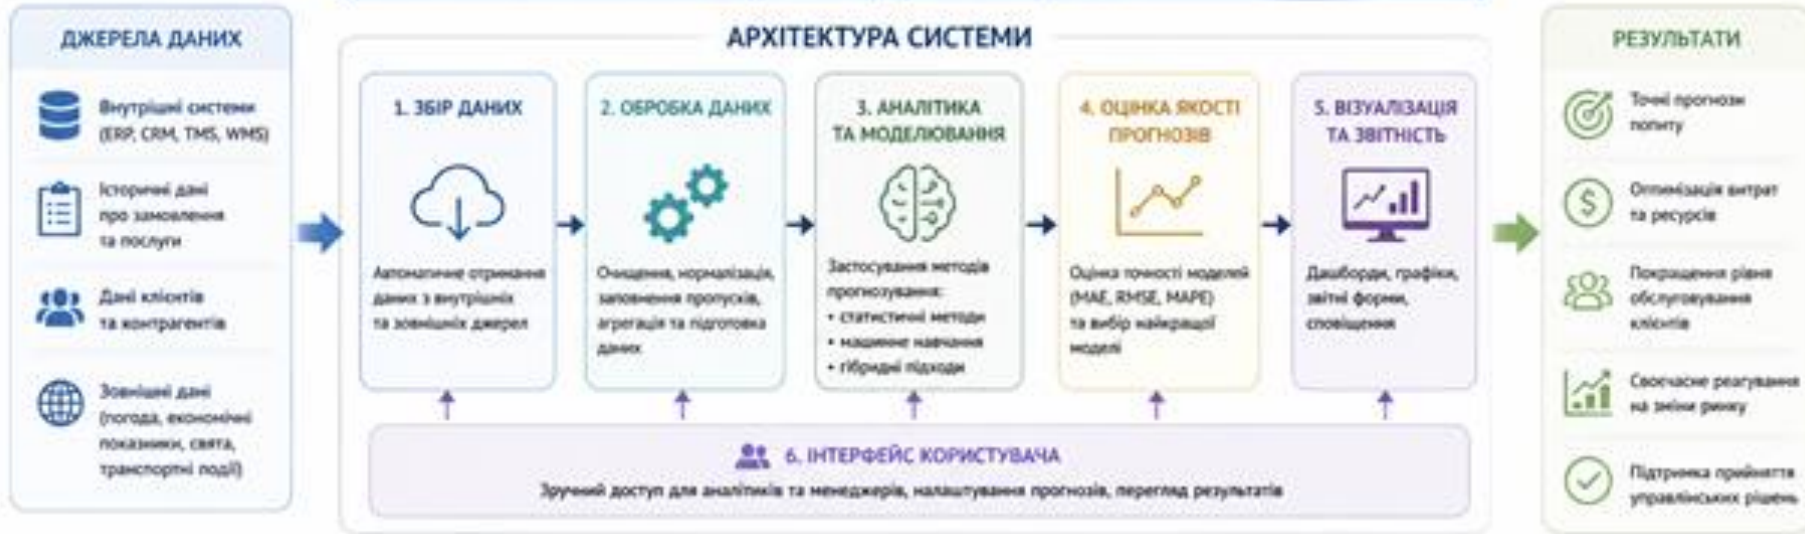 ДЖЕРЕЛА ДАНИХ
Внутрішні системи
(ERP, CRM, TMS, WMS)
Історичні дані
про замовлення
та послуги
Дані клієнтів
та контрагентів
Зовнішні дані
(погода, економічні
показники, свята,
транспортні події)
АРХІТЕКТУРА СИСТЕМИ
1. ЗБІР ДАНИХ
Автоматичне отримання
даних з внутрішніх
та зовнішніх джерел
2. ОБРОБКА ДАНИХ
Очищення, нормалізація,
заповнення пропусків,
агрегація та підготовка
даних
3. АНАЛІТИКА
ТА МОДЕЛЮВАННЯ
Застосування методів
прогнозування:
• статистичні методи
• машинне навчання
• гібридні підходи
4. ОЦІНКА ЯКОСТІ
ПРОГНОЗІВ
Оцінка точності моделей
(MAE, RMSE, MAPE)
та вибір найкращої
моделі
5. ВІЗУАЛІЗАЦІЯ
ТА ЗВІТНІСТЬ
Дашборди, графіки,
звітні форми,
сповіщення
6. ІНТЕРФЕЙС КОРИСТУВАЧА
Зручний доступ для аналітиків та менеджерів, налаштування прогнозів, перегляд результатів
РЕЗУЛЬТАТИ
Точні прогнози
попиту
Оптимізація витрат
та ресурсів
Покращення рівня
обслуговування
клієнтів
Своєчасне реагування
на зміни ринку
Підтримка прийняття
управлінських рішень